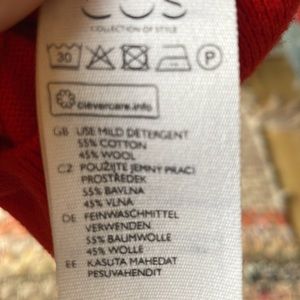 COS
COLLECTION OF STYLE
30 P
clevercare.info
GB USE MILD DETERGENT
55% COTTON
45% WOOL
CZ POUŽIJTE JEMNÝ PRACÍ
PROSTŘEDEK
55% BAVLNA
45% VLNA
DE FEINWASCHMITTEL
VERWENDEN
55% BAUMWOLLE
45% WOLLE
EE KASUTA MAHEDAT
PESUVAHENDIT